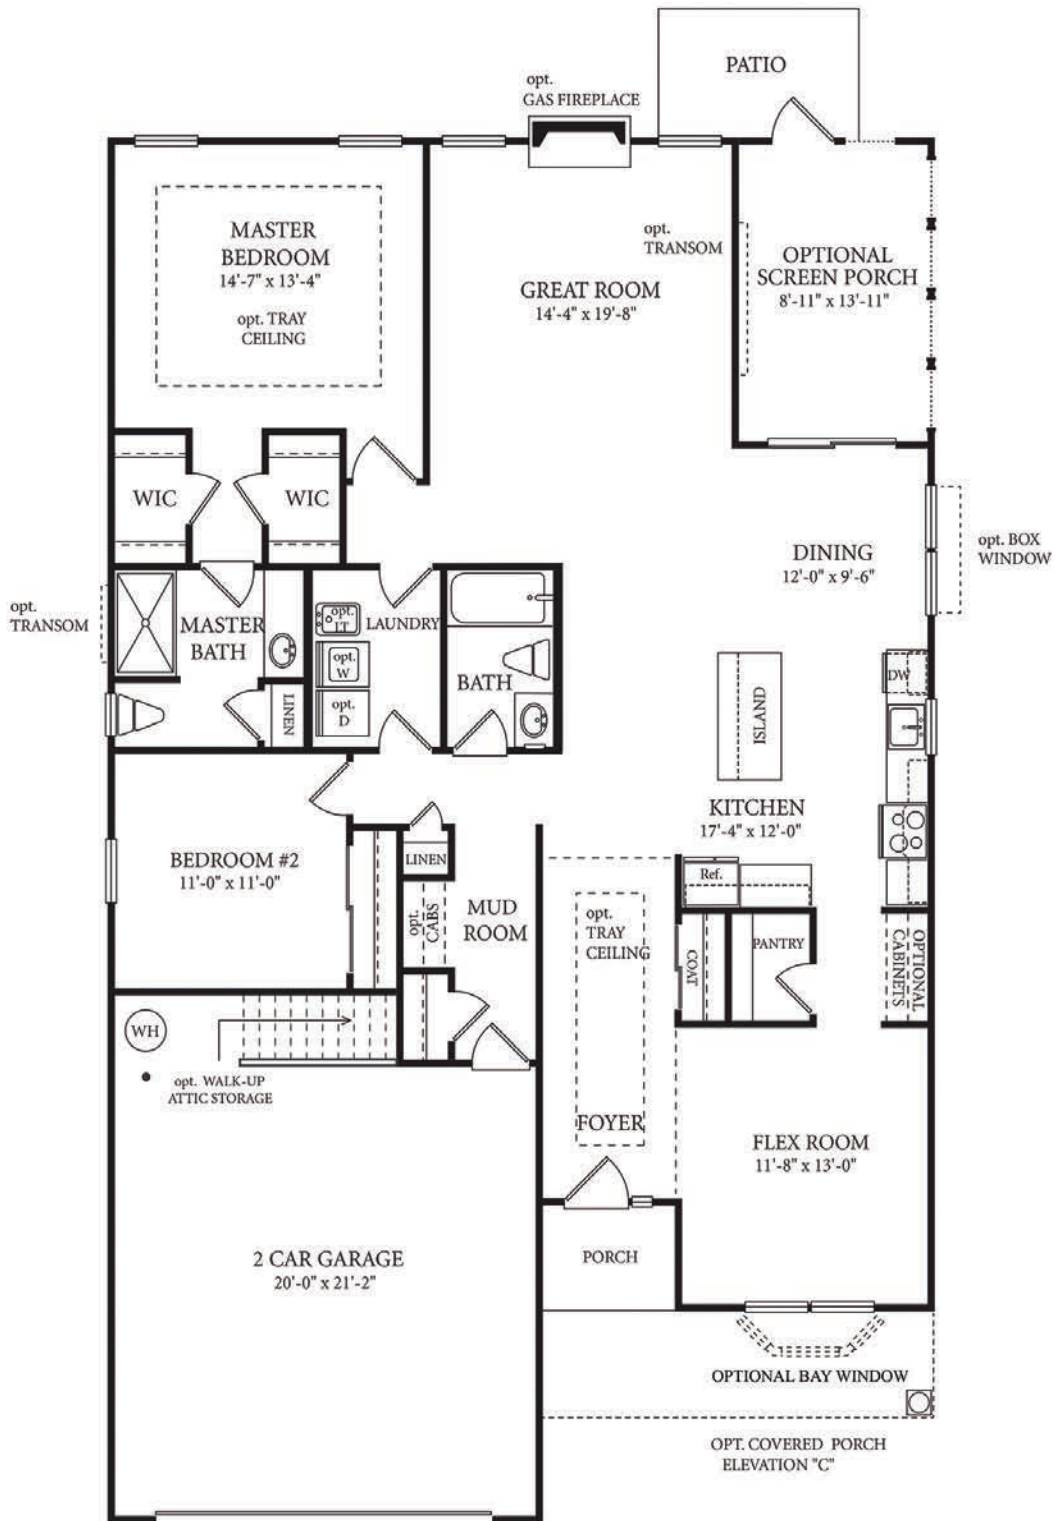 PATIO
opt.
GAS FIREPLACE
MASTER
BEDROOM
14'-7" x 13'-4"
opt. TRAY
CEILING
GREAT ROOM
14'-4" x 19'-8"
opt.
TRANSOM
OPTIONAL
SCREEN PORCH
8'-11" x 13'-11"
WIC
WIC
DINING
12'-0" x 9'-6"
opt. BOX
WINDOW
opt.
TRANSOM
MASTER
BATH
opt.
LT
LAUNDRY
opt.
W
opt.
D
LINEN
BATH
DW
ISLAND
KITCHEN
17'-4" x 12'-0"
BEDROOM #2
11'-0" x 11'-0"
LINEN
opt.
CABS
MUD
ROOM
Ref.
opt.
TRAY
CEILING
COAT
PANTRY
OPTIONAL
CABINETS
WH
opt. WALK-UP
ATTIC STORAGE
FOYER
FLEX ROOM
11'-8" x 13'-0"
2 CAR GARAGE
20'-0" x 21'-2"
PORCH
OPTIONAL BAY WINDOW
OPT. COVERED PORCH
ELEVATION "C"